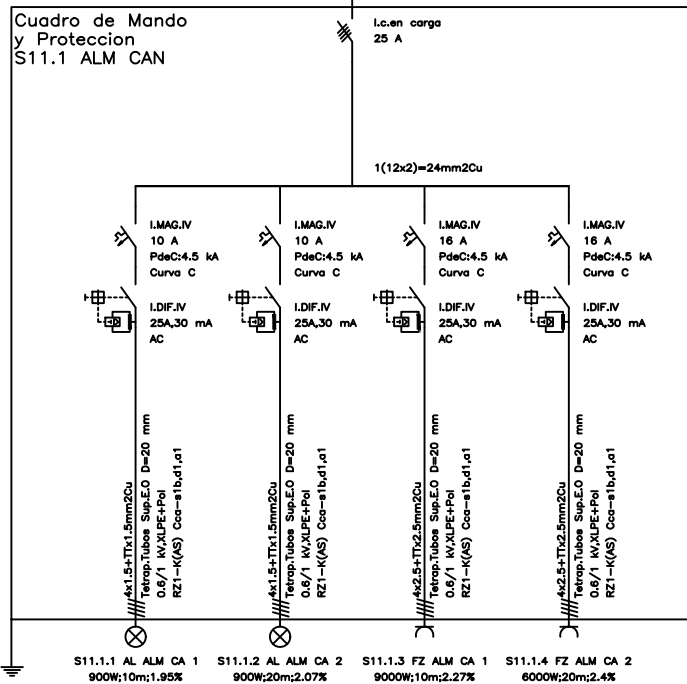 Cuadro de Mando
y Proteccion
S11.1 ALM CAN
I.c.en carga
25 A
1(12x2)=24mm2Cu
I.MAG.IV
10 A
PdeC:4.5 kA
Curva C
I.DIF.IV
25A,30 mA
AC
4x1.5+TTx1.5mm2Cu
Tetrap.Tubos Sup.E.O D=20 mm
0.6/1 kV,XLPE+Pol
RZ1-K(AS) Cca-s1b,d1,a1
S11.1.1 AL ALM CA 1
900W;10m;1.95%
I.MAG.IV
10 A
PdeC:4.5 kA
Curva C
I.DIF.IV
25A,30 mA
AC
4x1.5+TTx1.5mm2Cu
Tetrap.Tubos Sup.E.O D=20 mm
0.6/1 kV,XLPE+Pol
RZ1-K(AS) Cca-s1b,d1,a1
S11.1.2 AL ALM CA 2
900W;20m;2.07%
I.MAG.IV
16 A
PdeC:4.5 kA
Curva C
I.DIF.IV
25A,30 mA
AC
4x2.5+TTx2.5mm2Cu
Tetrap.Tubos Sup.E.O D=20 mm
0.6/1 kV,XLPE+Pol
RZ1-K(AS) Cca-s1b,d1,a1
S11.1.3 FZ ALM CA 1
9000W;10m;2.27%
I.MAG.IV
16 A
PdeC:4.5 kA
Curva C
I.DIF.IV
25A,30 mA
AC
4x2.5+TTx2.5mm2Cu
Tetrap.Tubos Sup.E.O D=20 mm
0.6/1 kV,XLPE+Pol
RZ1-K(AS) Cca-s1b,d1,a1
S11.1.4 FZ ALM CA 2
6000W;20m;2.4%